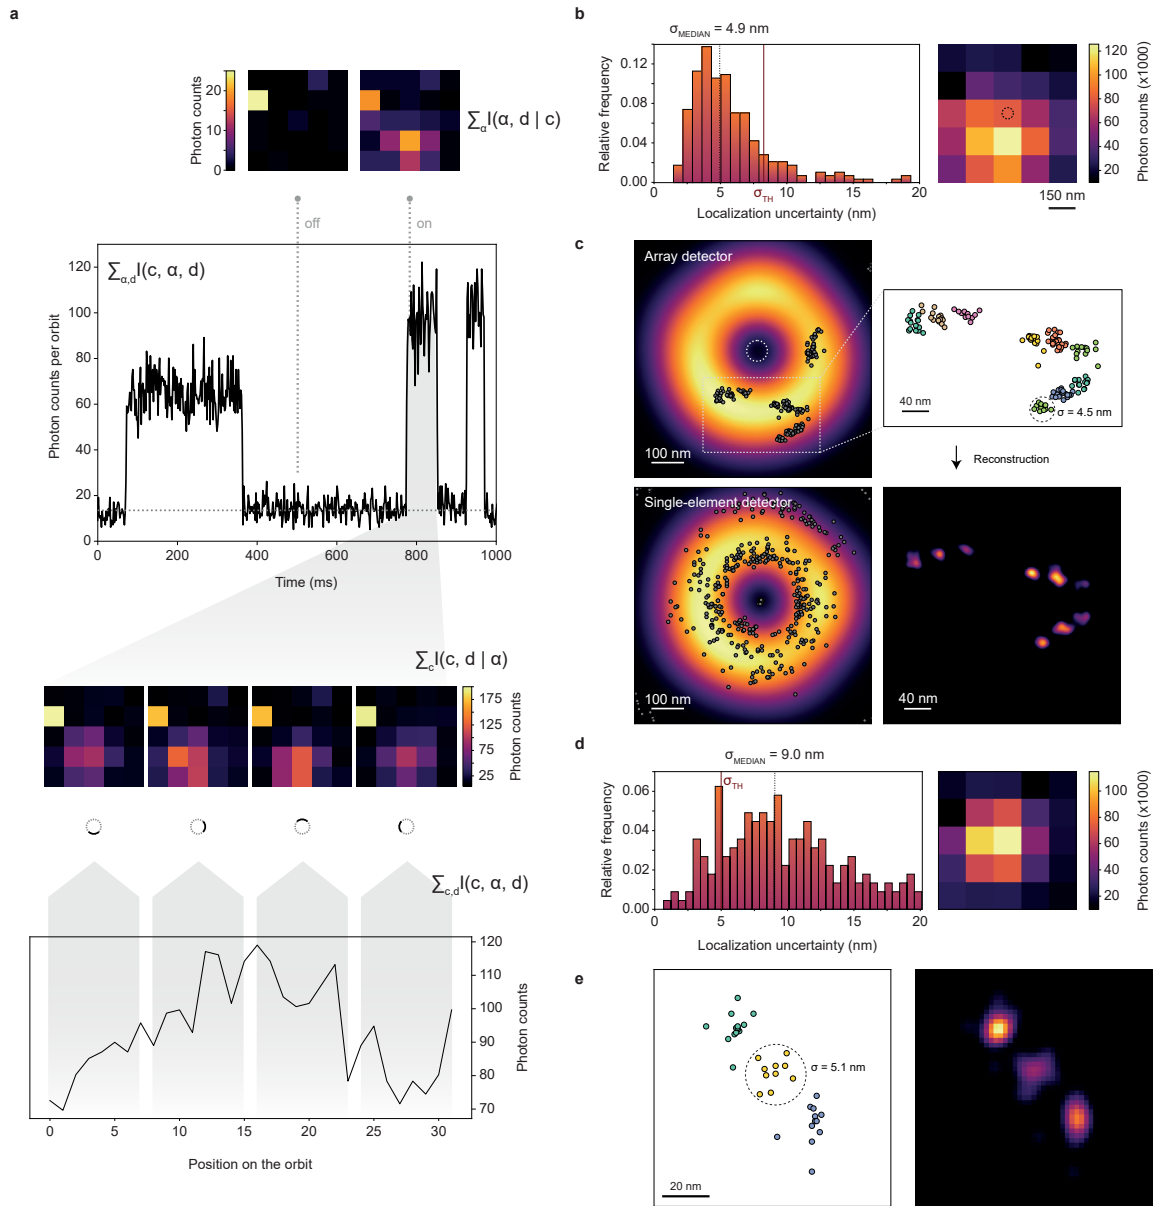 a
Photon counts
20
10
0
∑αI(α, d | c)
off
on
∑α,dI(c, α, d)
Photon counts per orbit
120
100
80
60
40
20
0
0 200 400 600 800 1000
Time (ms)
∑cI(c, d | α)
175
125
75
25
Photon counts
∑c,dI(c, α, d)
120
110
100
90
80
70
Photon counts
0 5 10 15 20 25 30
Position on the orbit
b
σMEDIAN = 4.9 nm
Relative frequency
0.12
0.08
0.04
0.00
0 5 10 15 20
σTH
Localization uncertainty (nm)
120
100
80
60
40
20
Photon counts (x1000)
150 nm
c
Array detector
100 nm
40 nm
σ = 4.5 nm
Reconstruction
Single-element detector
100 nm
40 nm
d
σMEDIAN = 9.0 nm
σTH
Relative frequency
0.06
0.04
0.02
0.00
0 5 10 15 20
Localization uncertainty (nm)
100
80
60
40
20
Photon counts (x1000)
e
σ = 5.1 nm
20 nm